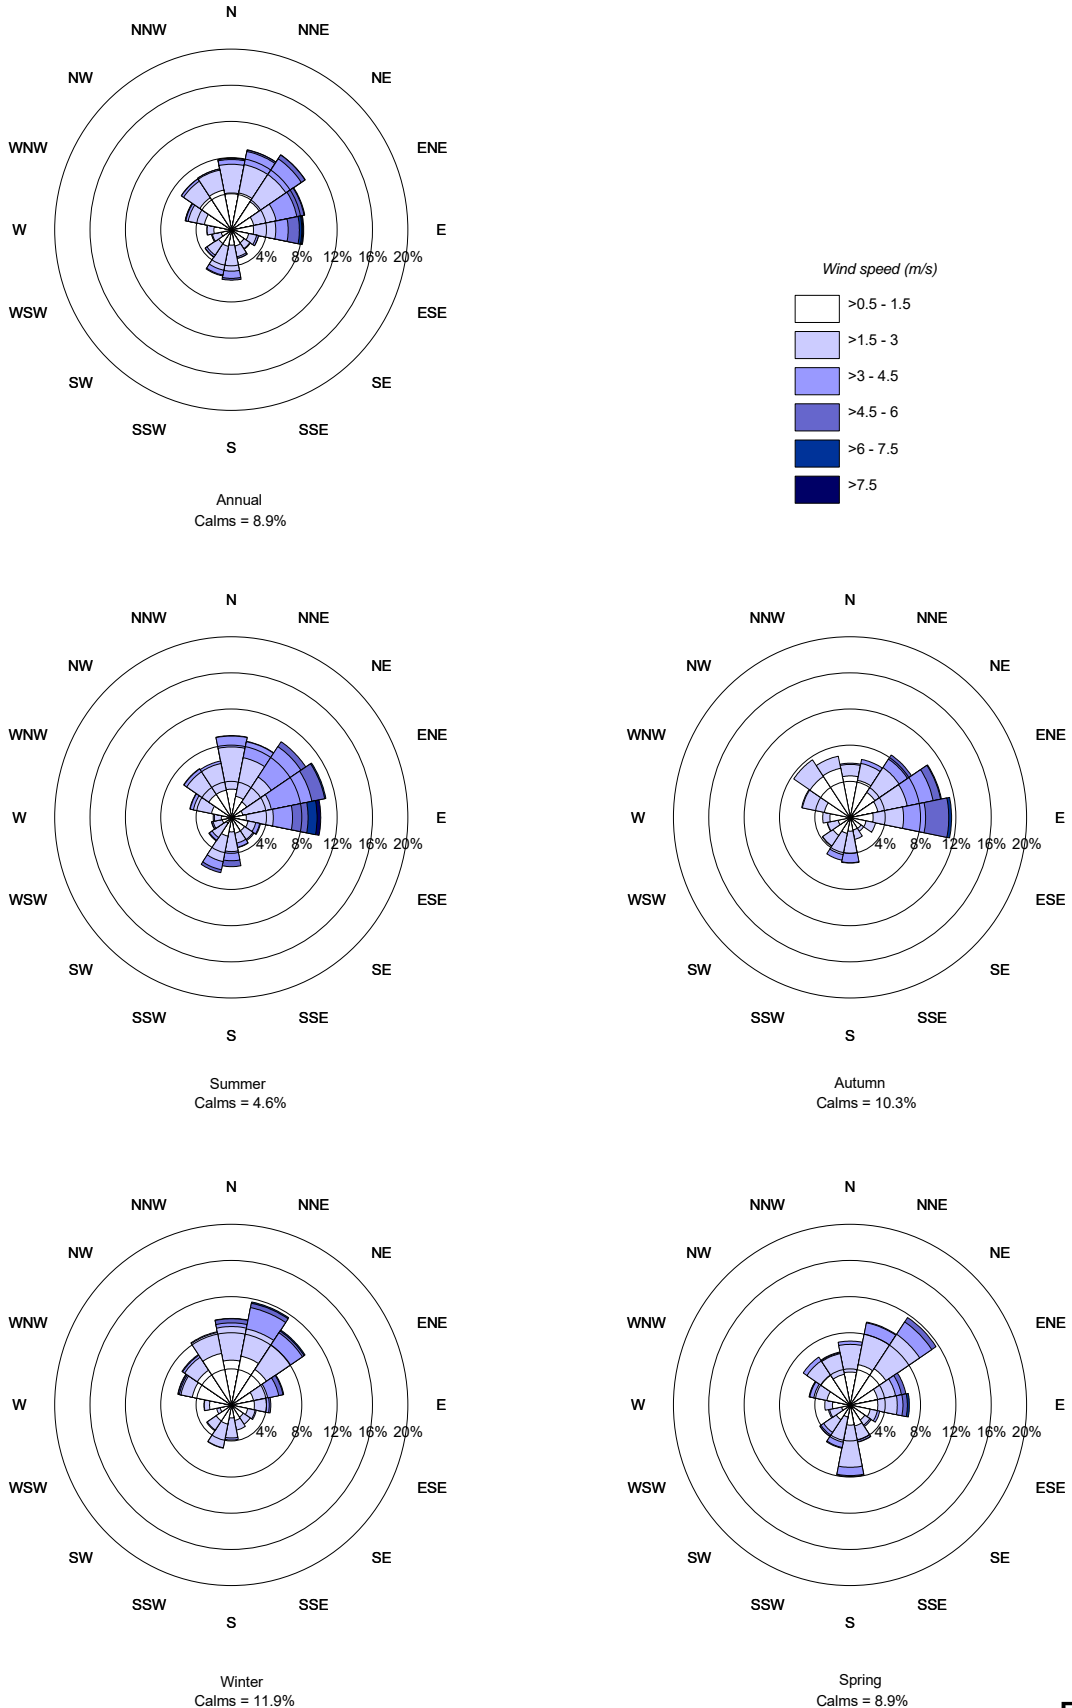 N
NNW NNE
NW NE
WNW ENE
W E
4% 8% 12% 16% 20%
WSW ESE
SW SE
SSW SSE
S
Annual
Calms = 8.9%
Wind speed (m/s)
>0.5 - 1.5
>1.5 - 3
>3 - 4.5
>4.5 - 6
>6 - 7.5
>7.5
N
NNW NNE
NW NE
WNW ENE
W E
4% 8% 12% 16% 20%
WSW ESE
SW SE
SSW SSE
S
Summer
Calms = 4.6%
N
NNW NNE
NW NE
WNW ENE
W E
4% 8% 12% 16% 20%
WSW ESE
SW SE
SSW SSE
S
Autumn
Calms = 10.3%
N
NNW NNE
NW NE
WNW ENE
W E
4% 8% 12% 16% 20%
WSW ESE
SW SE
SSW SSE
S
Winter
Calms = 11.9%
N
NNW NNE
NW NE
WNW ENE
W E
4% 8% 12% 16% 20%
WSW ESE
SW SE
SSW SSE
S
Spring
Calms = 8.9%